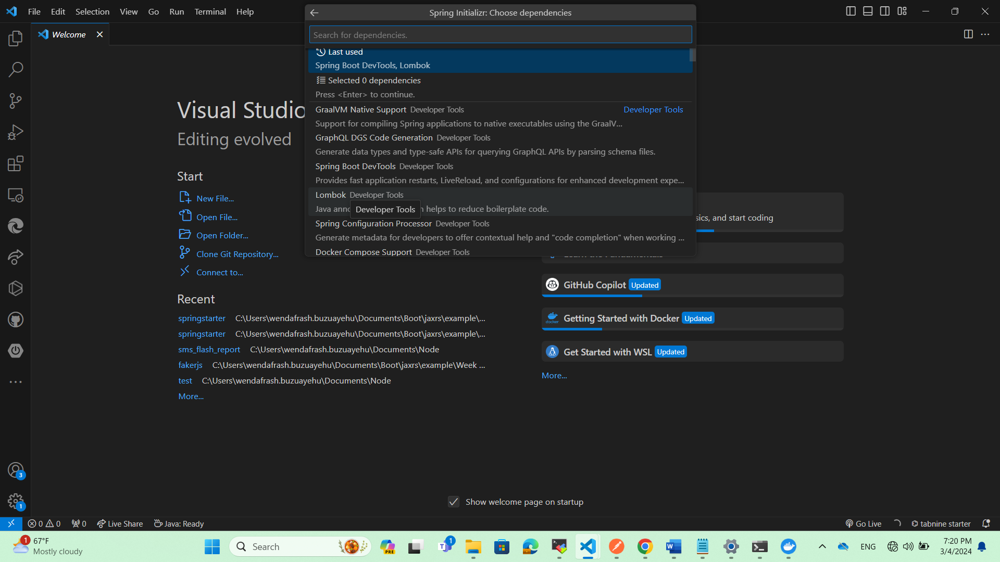 File Edit Selection View Go Run Terminal Help
Spring Initializr: Choose dependencies
Welcome
Search for dependencies.
Last used
Spring Boot DevTools, Lombok
Selected 0 dependencies
Press <Enter> to continue.
GraalVM Native Support Developer Tools
Developer Tools
Support for compiling Spring applications to native executables using the GraalV...
GraphQL DGS Code Generation Developer Tools
Generate data types and type-safe APIs for querying GraphQL APIs by parsing schema files.
Spring Boot DevTools Developer Tools
Provides fast application restarts, LiveReload, and configurations for enhanced development expe...
Lombok Developer Tools
Java anno
Developer Tools
helps to reduce boilerplate code.
Spring Configuration Processor Developer Tools
Generate metadata for developers to offer contextual help and "code completion" when working ...
Docker Compose Support Developer Tools
Visual Studio
Editing evolved
Start
New File...
Open File...
Open Folder...
Clone Git Repository...
Connect to...
Recent
springstarter C:\Users\wendafrash.buzuayehu\Documents\Boot\jaxrs\example\...
springstarter C:\Users\wendafrash.buzuayehu\Documents\Boot\jaxrs\example\...
sms_flash_report C:\Users\wendafrash.buzuayehu\Documents\Node
fakerjs C:\Users\wendafrash.buzuayehu\Documents\Boot\jaxrs\example\Week ...
test C:\Users\wendafrash.buzuayehu\Documents\Node
More...
sics, and start coding
GitHub Copilot Updated
docker
Getting Started with Docker Updated
Get Started with WSL Updated
More...
3
1
Show welcome page on startup
0 0 0 Live Share Java: Ready
Go Live tabnine starter
1
67°F
Mostly cloudy
Search
PRE
1
ENG
7:20 PM
3/4/2024